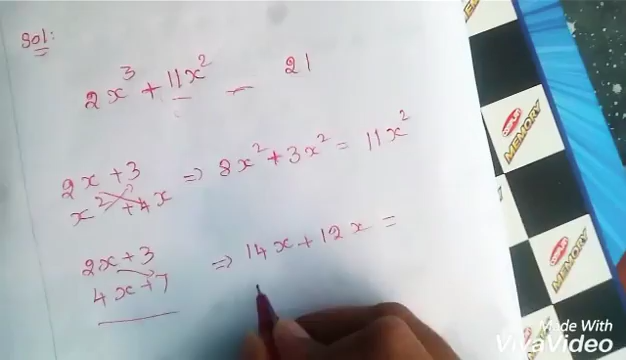 Sol:
2x³ + 11x² - 21
2x + 3 ⇒ 8x² + 3x² = 11x²
x² + 4x
2x + 3 ⇒ 14x + 12x =
4x + 7
MEMORY
MEMORY
Made With
VivaVideo